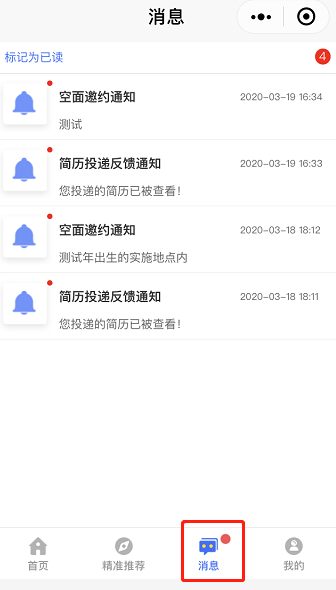 消息
标记为已读
4
空面邀约通知
2020-03-19 16:34
测试
简历投递反馈通知
2020-03-19 16:33
您投递的简历已被查看!
空面邀约通知
2020-03-18 18:12
测试年出生的实施地点内
简历投递反馈通知
2020-03-18 18:11
您投递的简历已被查看!
首页
精准推荐
消息
我的